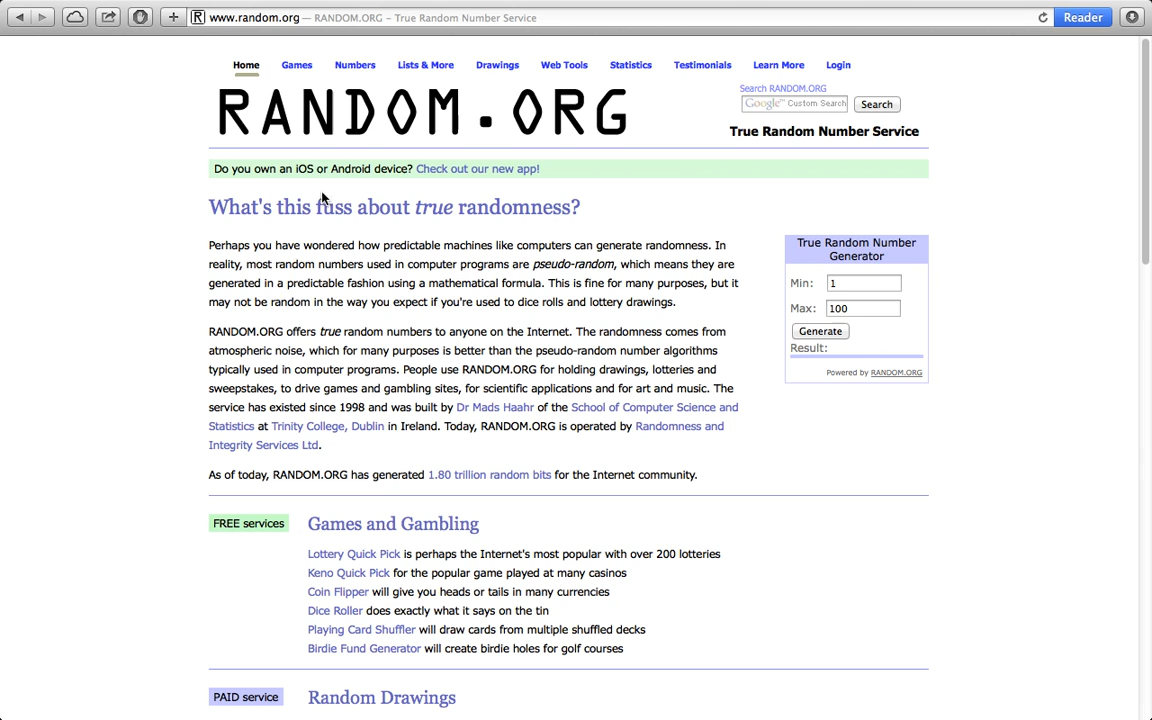 www.random.org — RANDOM.ORG – True Random Number Service
Reader
Home Games Numbers Lists & More Drawings Web Tools Statistics Testimonials Learn More Login
RANDOM.ORG
Search RANDOM.ORG
Google™ Custom Search Search
True Random Number Service
Do you own an iOS or Android device? Check out our new app!
What's this fuss about true randomness?
Perhaps you have wondered how predictable machines like computers can generate randomness. In
reality, most random numbers used in computer programs are pseudo-random, which means they are
generated in a predictable fashion using a mathematical formula. This is fine for many purposes, but it
may not be random in the way you expect if you're used to dice rolls and lottery drawings.
RANDOM.ORG offers true random numbers to anyone on the Internet. The randomness comes from
atmospheric noise, which for many purposes is better than the pseudo-random number algorithms
typically used in computer programs. People use RANDOM.ORG for holding drawings, lotteries and
sweepstakes, to drive games and gambling sites, for scientific applications and for art and music. The
service has existed since 1998 and was built by Dr Mads Haahr of the School of Computer Science and
Statistics at Trinity College, Dublin in Ireland. Today, RANDOM.ORG is operated by Randomness and
Integrity Services Ltd.
As of today, RANDOM.ORG has generated 1.80 trillion random bits for the Internet community.
True Random Number
Generator
Min: 1
Max: 100
Generate
Result:
Powered by RANDOM.ORG
FREE services
Games and Gambling
Lottery Quick Pick is perhaps the Internet's most popular with over 200 lotteries
Keno Quick Pick for the popular game played at many casinos
Coin Flipper will give you heads or tails in many currencies
Dice Roller does exactly what it says on the tin
Playing Card Shuffler will draw cards from multiple shuffled decks
Birdie Fund Generator will create birdie holes for golf courses
PAID service
Random Drawings